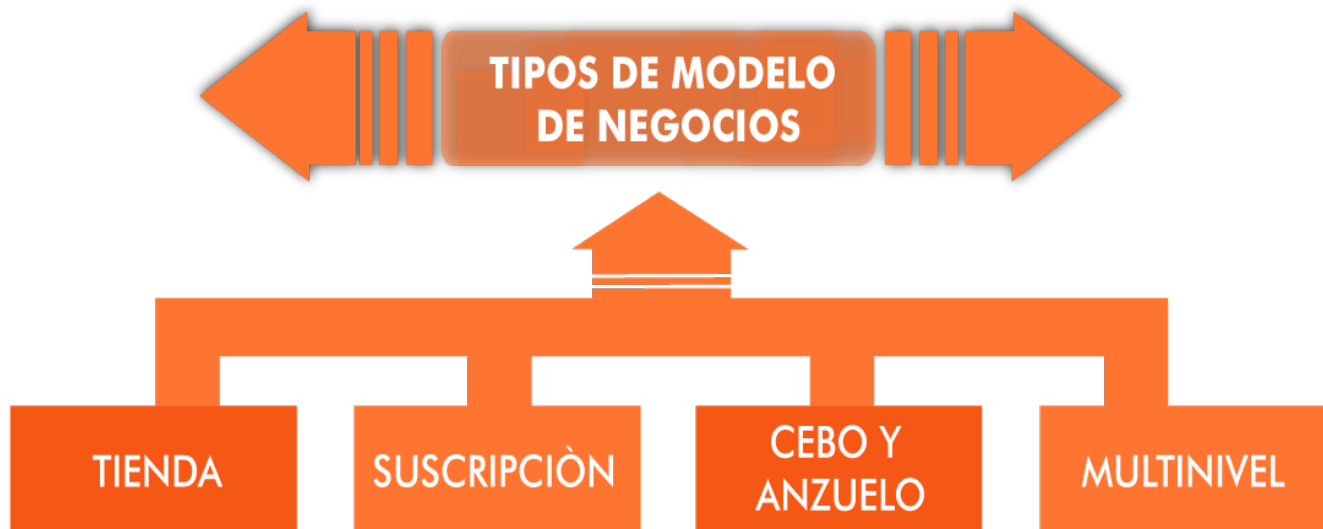 TIPOS DE MODELO
DE NEGOCIOS
TIENDA
SUSCRIPCIÒN
CEBO Y
ANZUELO
MULTINIVEL